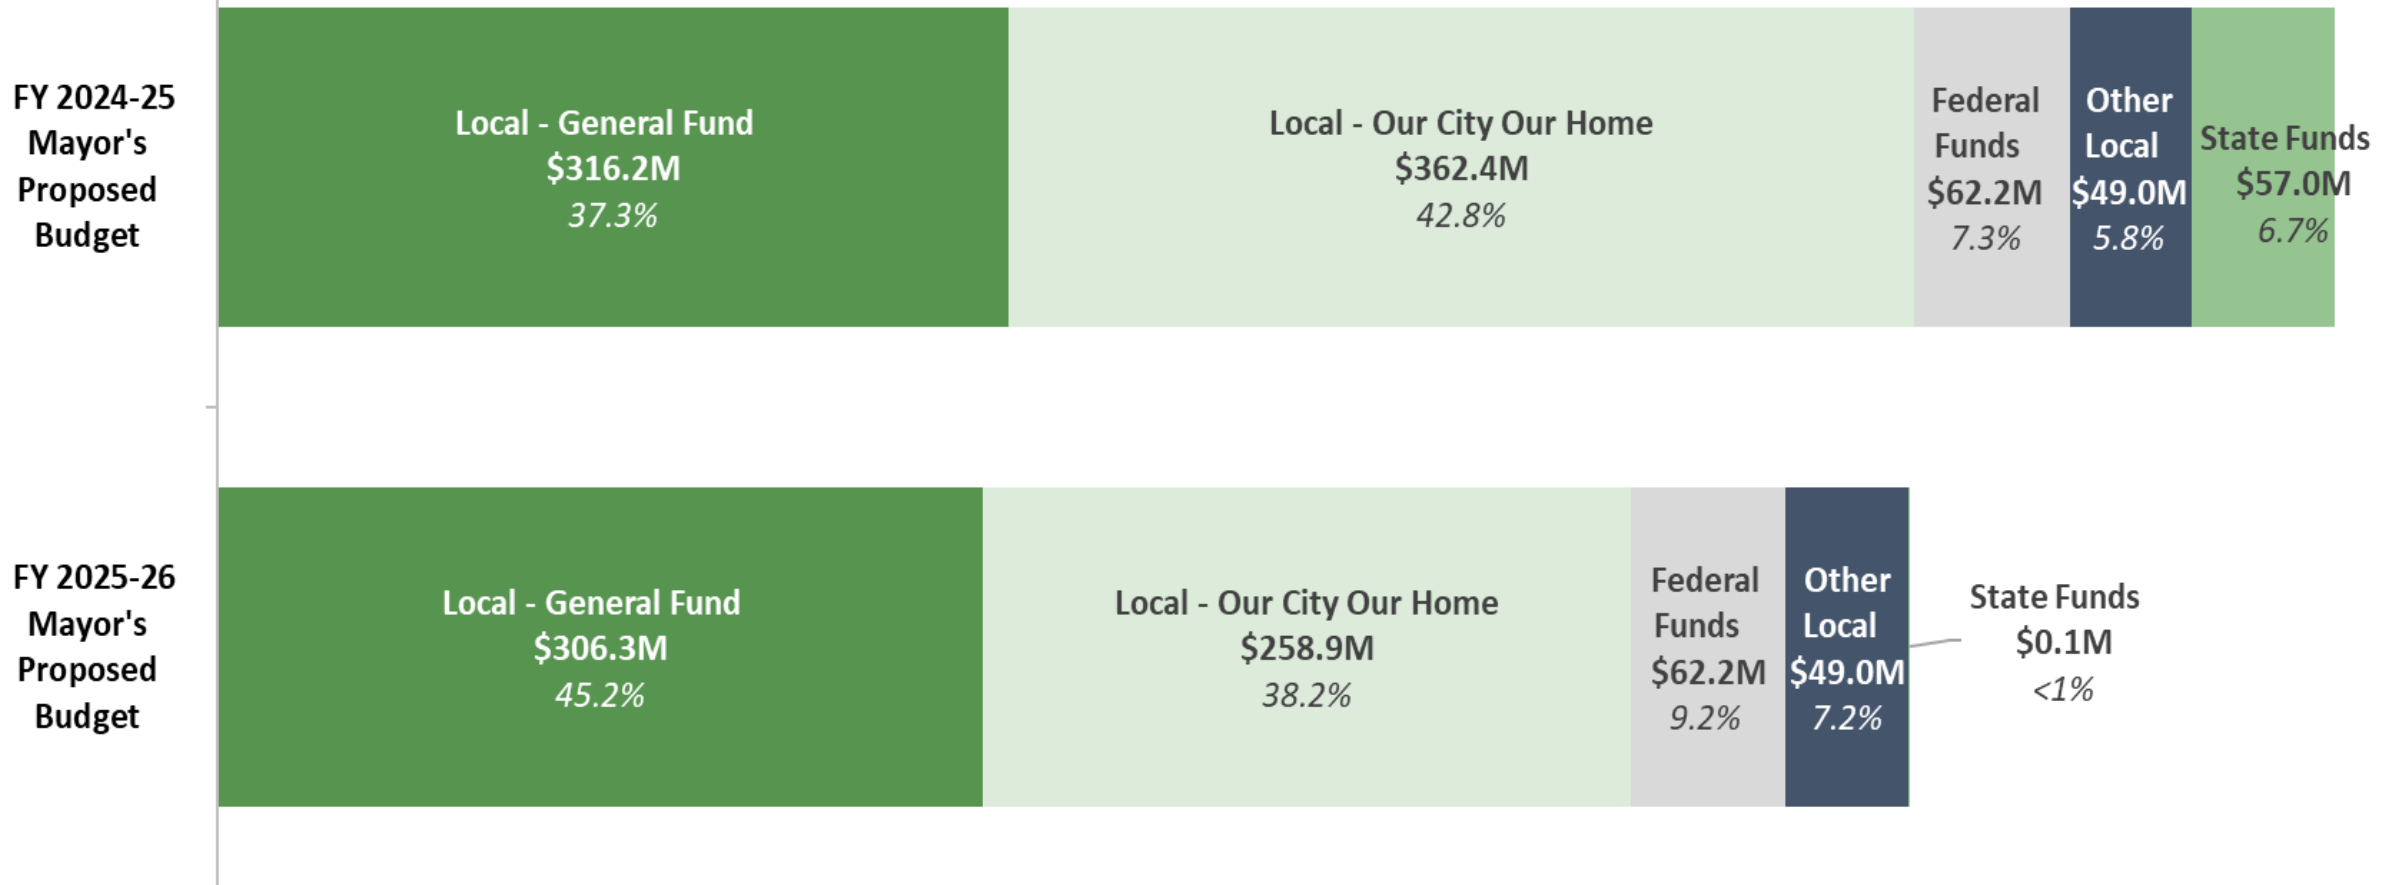 FY 2024-25
Mayor's
Proposed
Budget
Local - General Fund
$316.2M
37.3%
Local - Our City Our Home
$362.4M
42.8%
Federal
Funds
$62.2M
7.3%
Other
Local
$49.0M
5.8%
State Funds
$57.0M
6.7%
FY 2025-26
Mayor's
Proposed
Budget
Local - General Fund
$306.3M
45.2%
Local - Our City Our Home
$258.9M
38.2%
Federal
Funds
$62.2M
9.2%
Other
Local
$49.0M
7.2%
State Funds
$0.1M
<1%